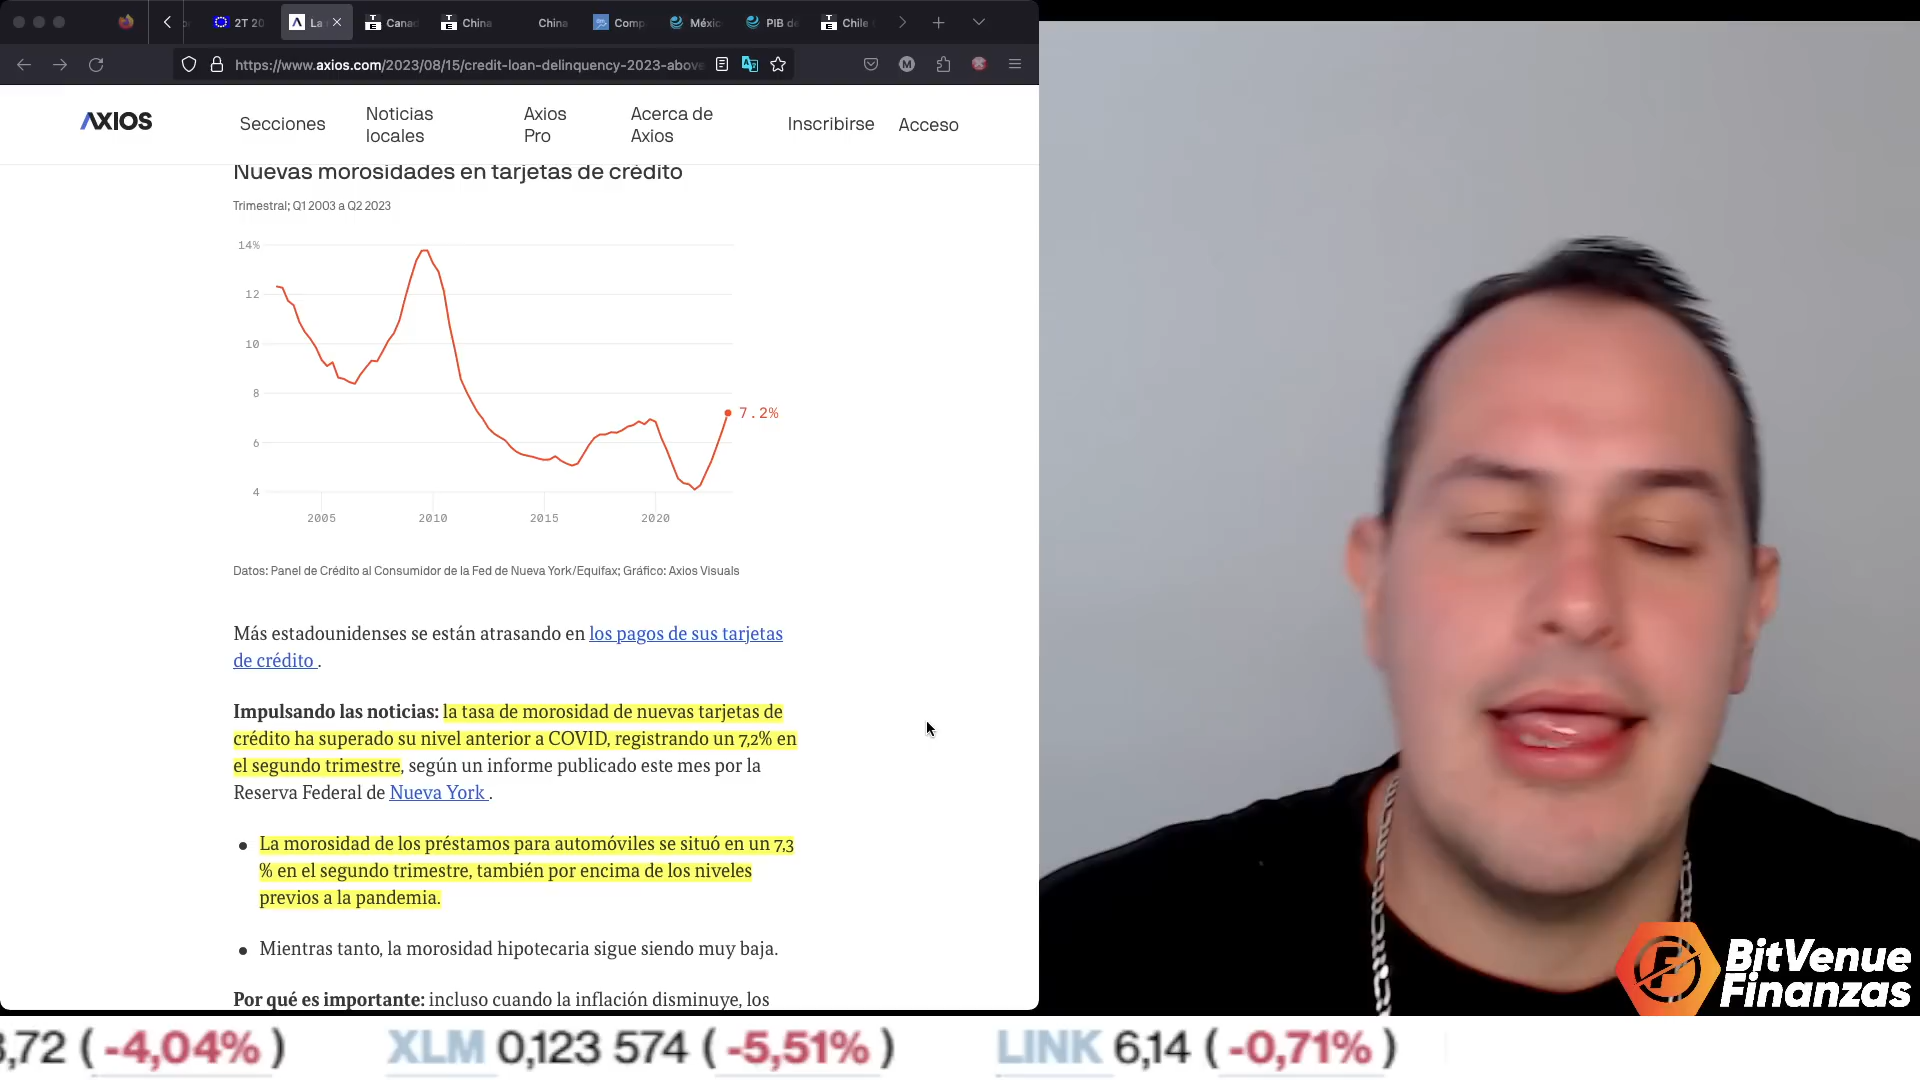 2T 20
La
Cana
China
China
Comp
Méxic
PIB de
Chile
https://www.axios.com/2023/08/15/credit-loan-delinquency-2023-above
AXIOS
Secciones
Noticias locales
Axios Pro
Acerca de Axios
Inscribirse
Acceso
Nuevas morosidades en tarjetas de crédito
Trimestral; Q1 2003 a Q2 2023
14%
12
10
8
7.2%
6
4
2005 2010 2015 2020
Datos: Panel de Crédito al Consumidor de la Fed de Nueva York/Equifax; Gráfico: Axios Visuals
Más estadounidenses se están atrasando en los pagos de sus tarjetas
de crédito .
Impulsando las noticias: la tasa de morosidad de nuevas tarjetas de
crédito ha superado su nivel anterior a COVID, registrando un 7,2% en
el segundo trimestre, según un informe publicado este mes por la
Reserva Federal de Nueva York .
La morosidad de los préstamos para automóviles se situó en un 7,3
% en el segundo trimestre, también por encima de los niveles
previos a la pandemia.
Mientras tanto, la morosidad hipotecaria sigue siendo muy baja.
Por qué es importante: incluso cuando la inflación disminuye, los
BitVenue
Finanzas
,72 ( -4,04% ) XLM 0,123 574 ( -5,51% ) LINK 6,14 ( -0,71% )